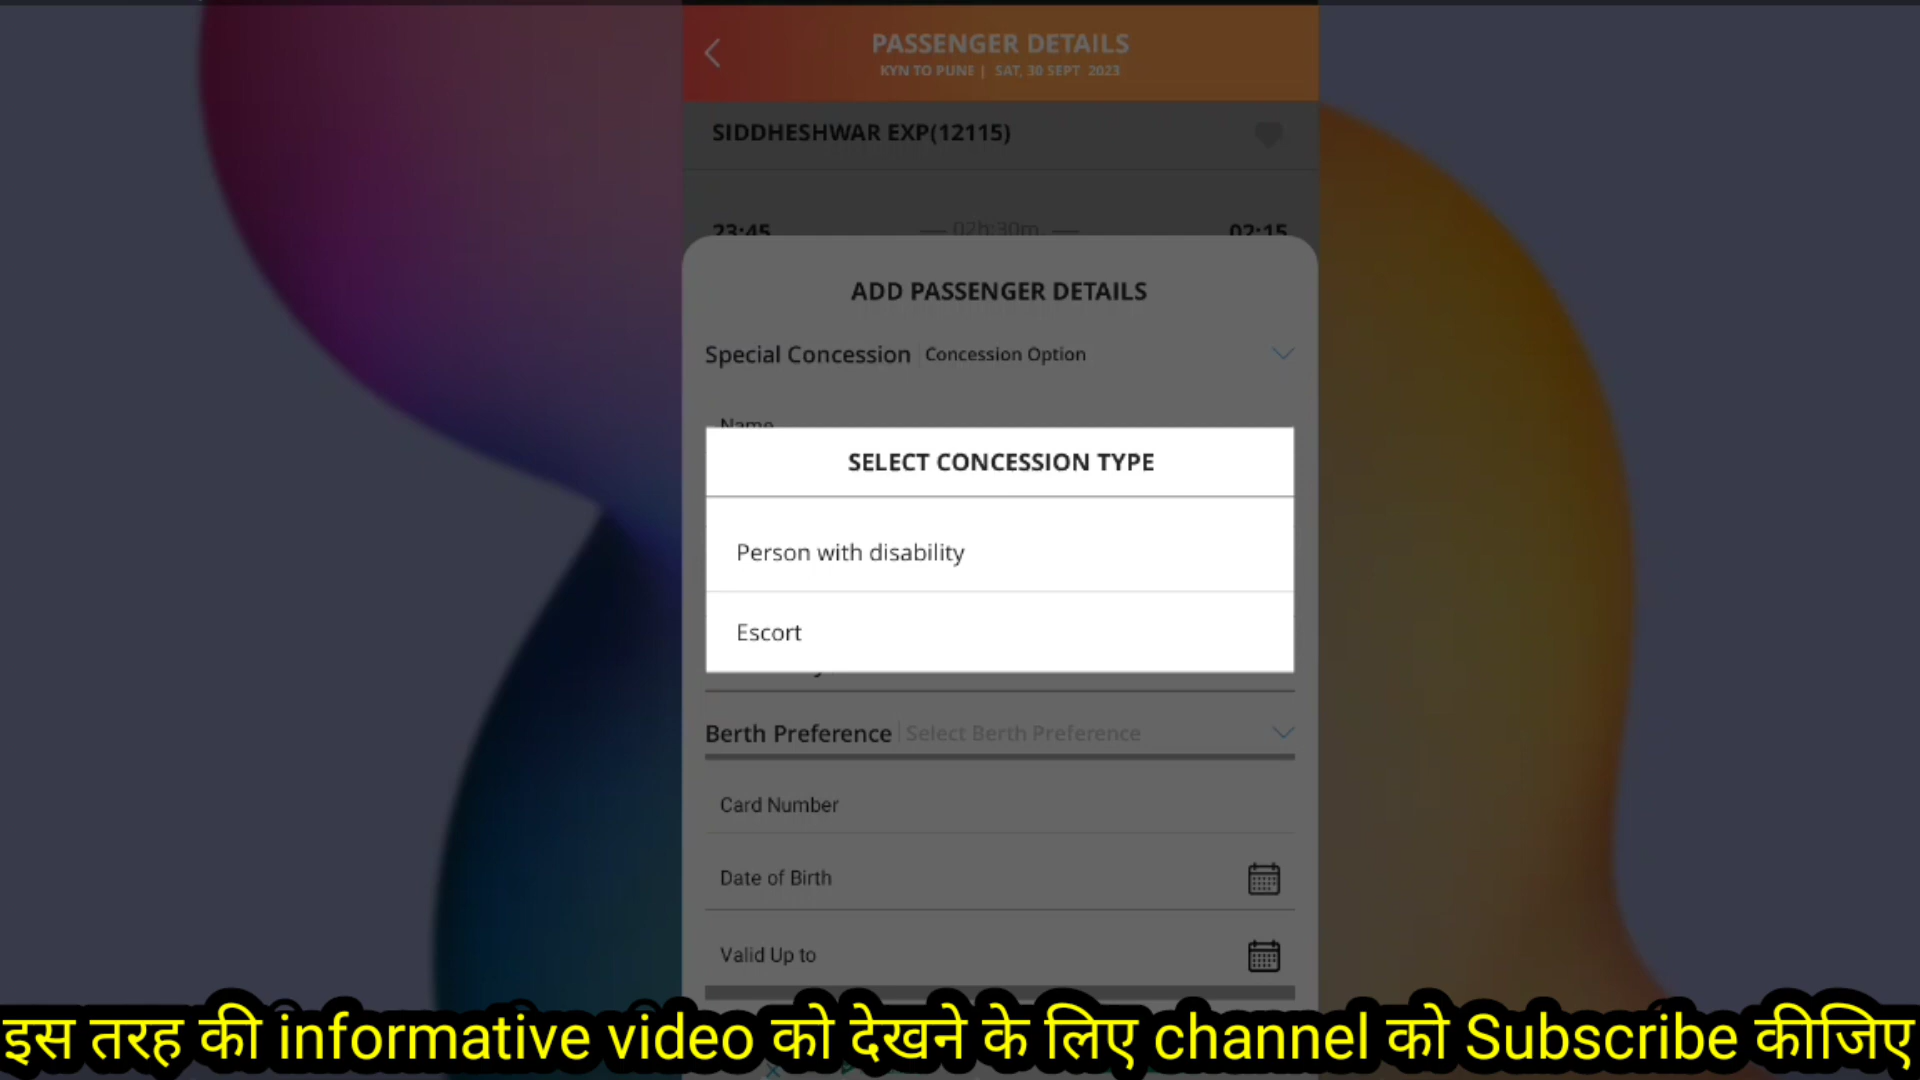 PASSENGER DETAILS
KYN TO PUNE | SAT, 30 SEPT 2023
SIDDHESHWAR EXP(12115)
23:45 — 02h:30m. — 02:15
ADD PASSENGER DETAILS
Special Concession Concession Option
Name
SELECT CONCESSION TYPE
Person with disability
Escort
Berth Preference Select Berth Preference
Card Number
Date of Birth
Valid Up to
इस तरह की informative video को देखने के लिए channel को Subscribe कीजिए